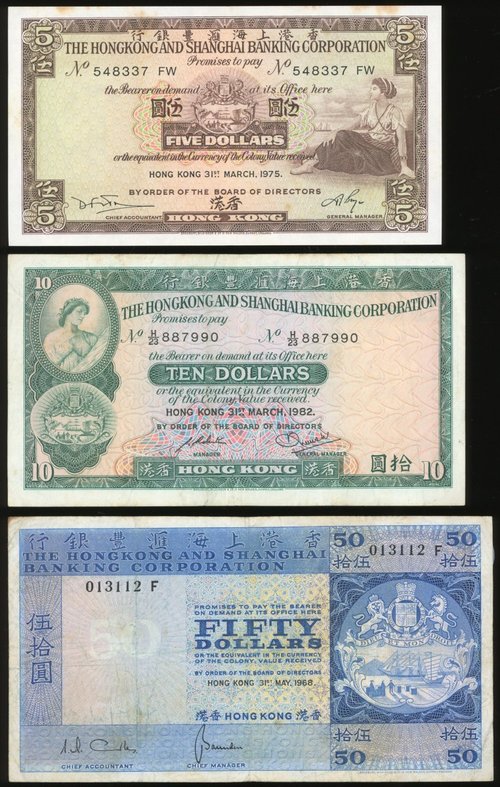 5 行銀豐滙海上港香 5
伍 THE HONGKONG AND SHANGHAI BANKING CORPORATION 伍
Promises to pay
Nº 548337 FW Nº 548337 FW
the Bearer on demand at its Office here
圓 伍
FIVE DOLLARS
or the equivalent in the Currency of the Colony, Value received
HONG KONG 31ST MARCH, 1975.
BY ORDER OF THE BOARD OF DIRECTORS
伍 港香 伍
5 CHIEF ACCOUNTANT HONG KONG GENERAL MANAGER 5
10 行銀豐滙海上港香
THE HONGKONG AND SHANGHAI BANKING CORPORATION
Promises to pay
Nº H/25 887990 Nº H/25 887990
the Bearer on demand at its Office here
TEN DOLLARS
or the equivalent in the Currency
of the Colony, Value received.
HONG KONG 31ST MARCH, 1982.
BY ORDER OF THE BOARD OF DIRECTORS
MANAGER GENERAL MANAGER
10 港香 HONG KONG 圓拾 10
行銀豐滙海上港香 50 50
THE HONGKONG AND SHANGHAI 拾伍 013112 F 拾伍
BANKING CORPORATION
013112 F
50
伍拾圓
PROMISES TO PAY THE BEARER
ON DEMAND AT ITS OFFICE HERE
FIFTY
DOLLARS
OR THE EQUIVALENT IN THE CURRENCY
OF THE COLONY, VALUE RECEIVED
BY ORDER OF THE BOARD OF DIRECTORS
HONG KONG 31ST MAY, 1968
港香 HONG KONG 港香
拾伍 拾伍
CHIEF ACCOUNTANT CHIEF MANAGER 50 50